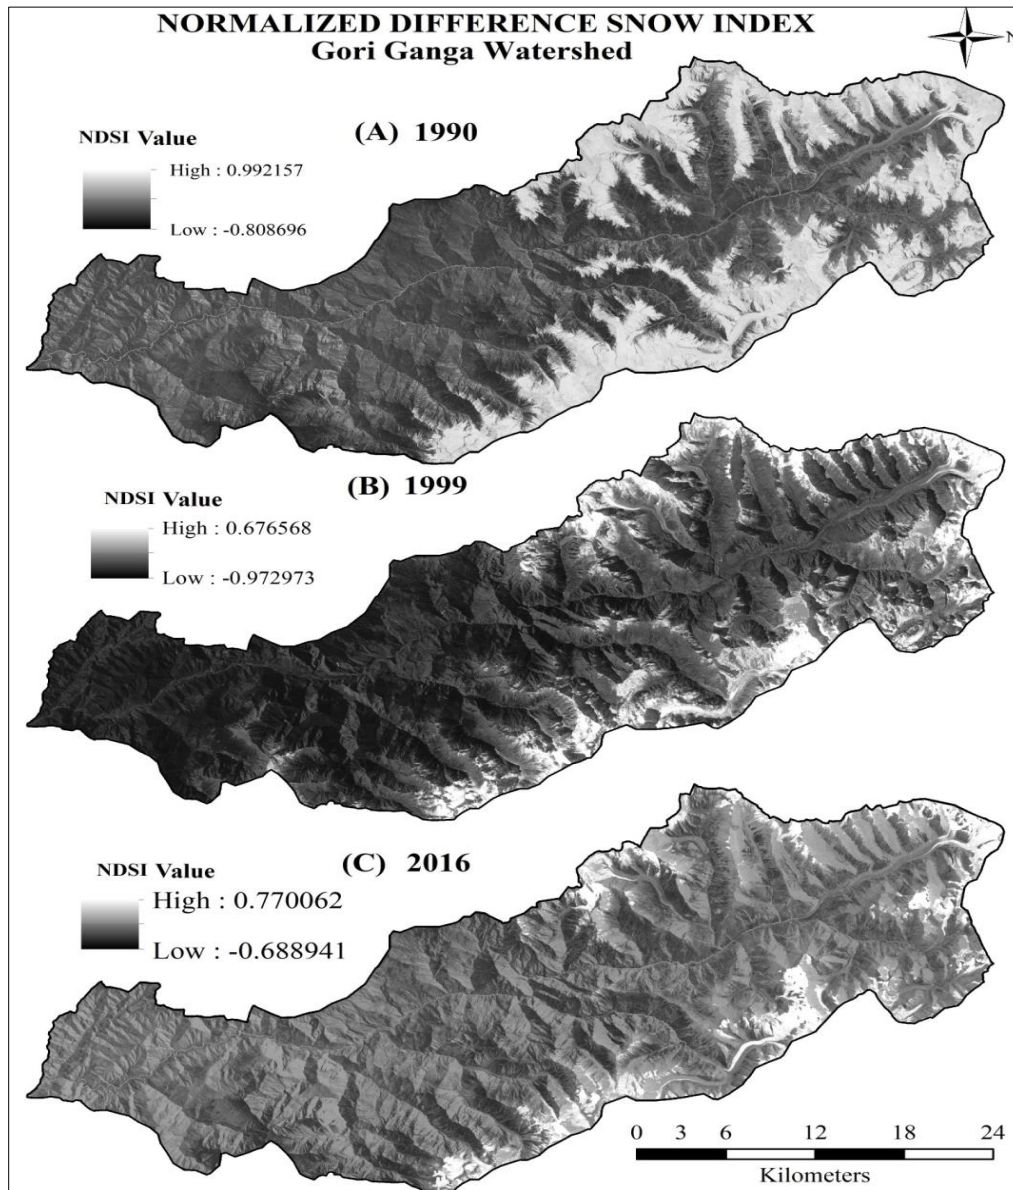 NORMALIZED DIFFERENCE SNOW INDEX
Gori Ganga Watershed
N
(A) 1990
NDSI Value
High : 0.992157
Low : -0.808696
(B) 1999
NDSI Value
High : 0.676568
Low : -0.972973
(C) 2016
NDSI Value
High : 0.770062
Low : -0.688941
0 3 6 12 18 24
Kilometers